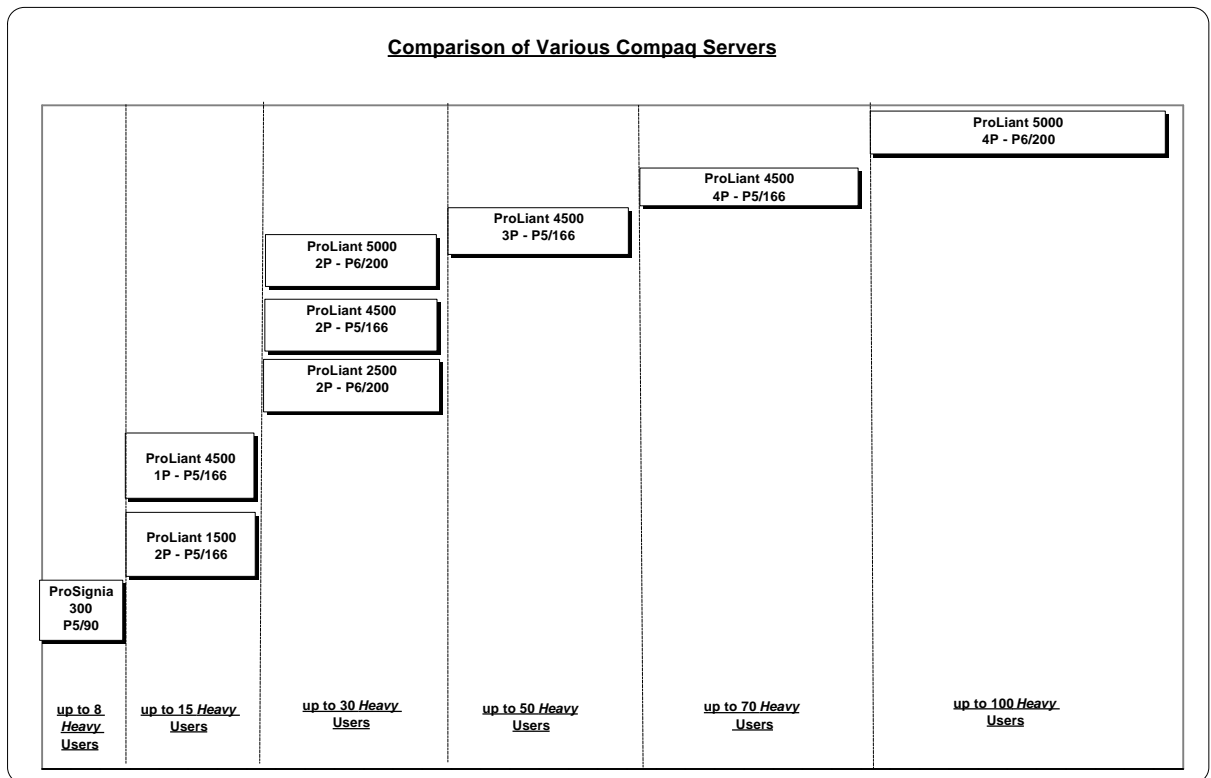 Comparison of Various Compaq Servers
ProLiant 5000
4P - P6/200
ProLiant 4500
4P - P5/166
ProLiant 4500
3P - P5/166
ProLiant 5000
2P - P6/200
ProLiant 4500
2P - P5/166
ProLiant 2500
2P - P6/200
ProLiant 4500
1P - P5/166
ProLiant 1500
2P - P5/166
ProSignia
300
P5/90
up to 8
Heavy
Users
up to 15 Heavy
Users
up to 30 Heavy
Users
up to 50 Heavy
Users
up to 70 Heavy
Users
up to 100 Heavy
Users